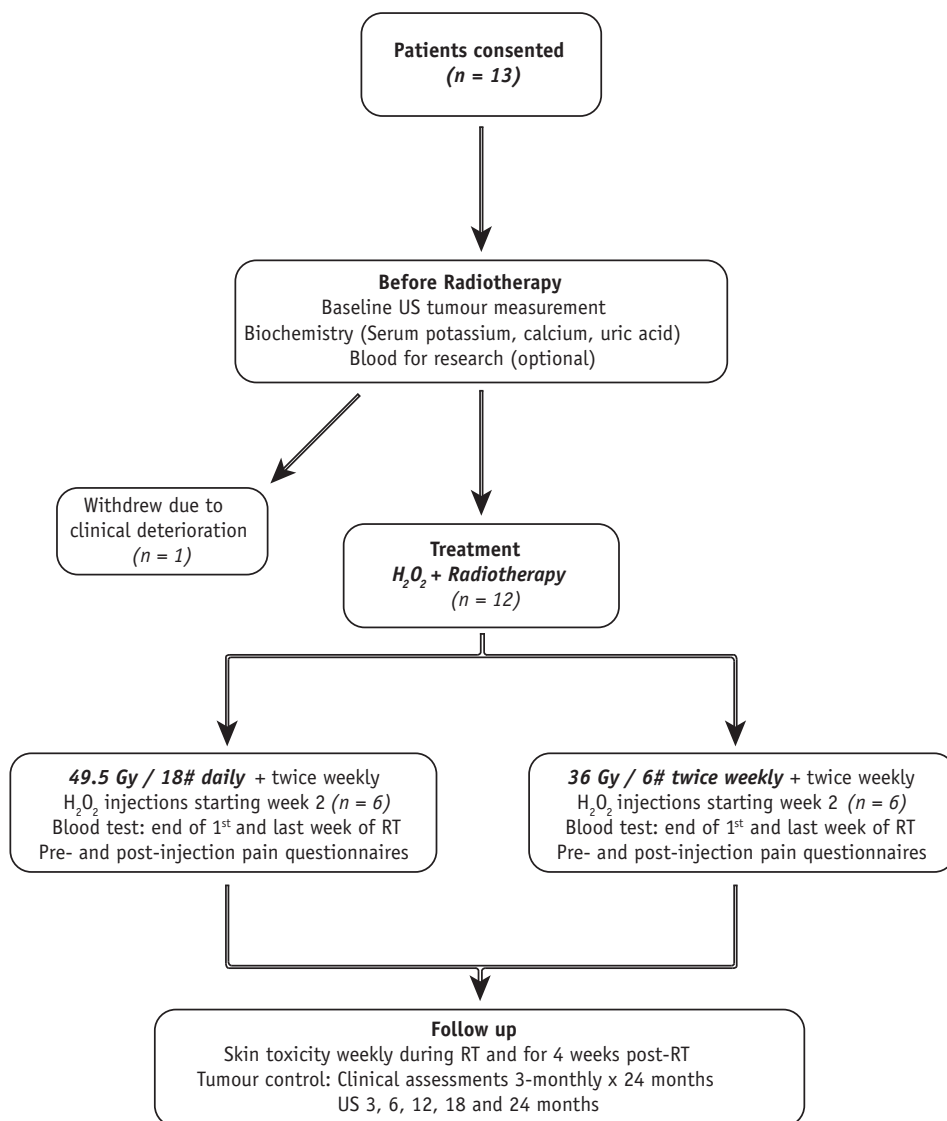 Patients consented
(n = 13)
Before Radiotherapy
Baseline US tumour measurement
Biochemistry (Serum potassium, calcium, uric acid)
Blood for research (optional)
Withdrew due to
clinical deterioration
(n = 1)
Treatment
H₂O₂ + Radiotherapy
(n = 12)
49.5 Gy / 18# daily + twice weekly
H₂O₂ injections starting week 2 (n = 6)
Blood test: end of 1ˢᵗ and last week of RT
Pre- and post-injection pain questionnaires
36 Gy / 6# twice weekly + twice weekly
H₂O₂ injections starting week 2 (n = 6)
Blood test: end of 1ˢᵗ and last week of RT
Pre- and post-injection pain questionnaires
Follow up
Skin toxicity weekly during RT and for 4 weeks post-RT
Tumour control: Clinical assessments 3-monthly x 24 months
US 3, 6, 12, 18 and 24 months